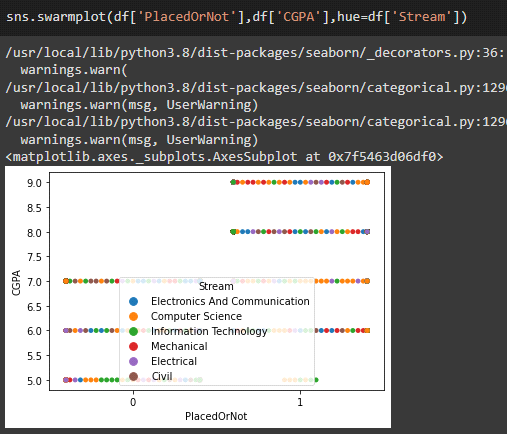 sns.swarmplot(df['PlacedOrNot'],df['CGPA'],hue=df['Stream'])
/usr/local/lib/python3.8/dist-packages/seaborn/_decorators.py:36:
warnings.warn(
/usr/local/lib/python3.8/dist-packages/seaborn/categorical.py:129
warnings.warn(msg, UserWarning)
/usr/local/lib/python3.8/dist-packages/seaborn/categorical.py:129
warnings.warn(msg, UserWarning)
<matplotlib.axes._subplots.AxesSubplot at 0x7f5463d06df0>
9.0
8.5
8.0
7.5
7.0
6.5
6.0
5.5
5.0
CGPA
Stream
Electronics And Communication
Computer Science
Information Technology
Mechanical
Electrical
Civil
0 1
PlacedOrNot